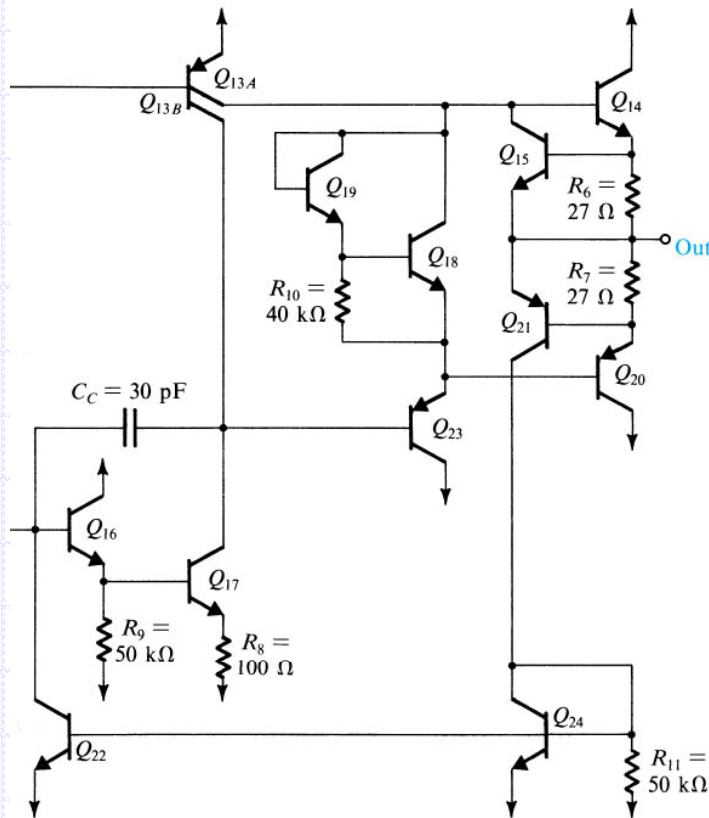 Q13A
Q13B
Q14
Q15
Q19
R6 =
27 Ω
Q18
Out
R10 =
40 kΩ
R7 =
27 Ω
Q21
Q20
CC = 30 pF
Q23
Q16
Q17
R9 =
50 kΩ
R8 =
100 Ω
Q24
Q22
R11 =
50 kΩ